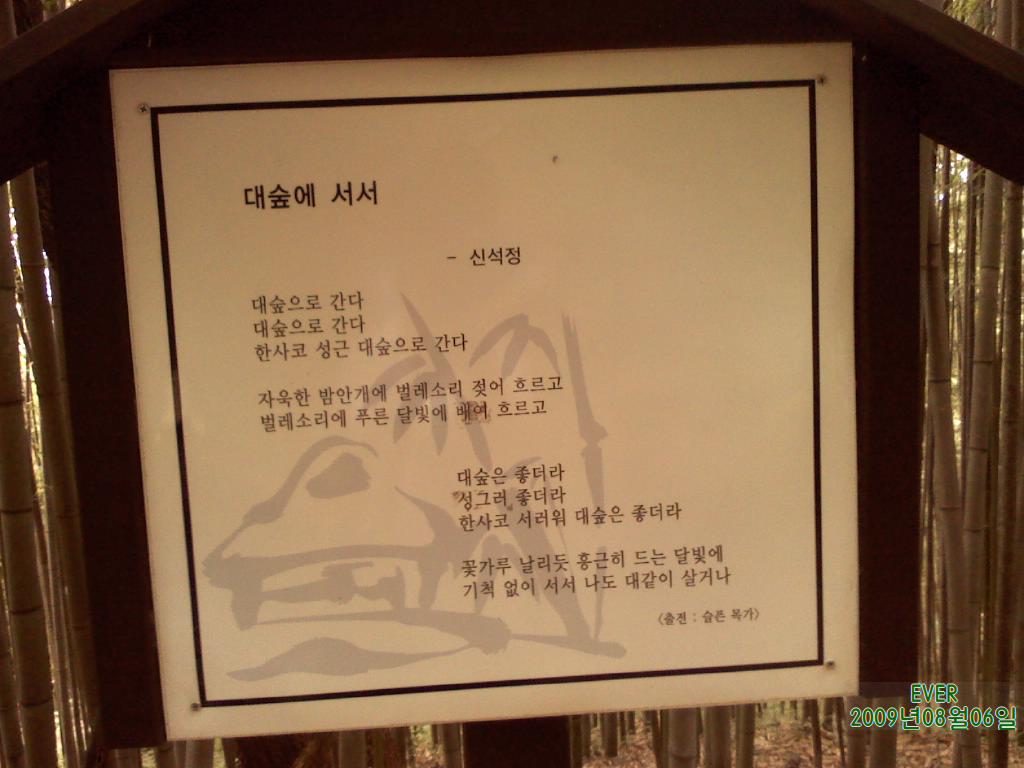 대숲에 서서
- 신석정
대숲으로 간다
대숲으로 간다
한사코 성근 대숲으로 간다
자욱한 밤안개에 벌레소리 젖어 흐르고
벌레소리에 푸른 달빛에 배여 흐르고
대숲은 좋더라
성그러 좋더라
한사코 서러워 대숲은 좋더라
꽃가루 날리듯 흥근히 드는 달빛에
기척 없이 서서 나도 대같이 살거나
<출전 : 슬픈 목가>
EVER
2009년08월06일